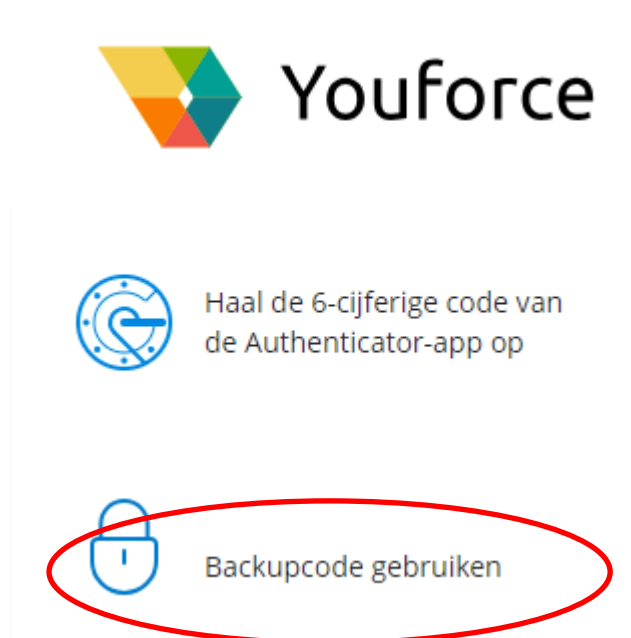 Youforce
Haal de 6-cijferige code van
de Authenticator-app op
Backupcode gebruiken